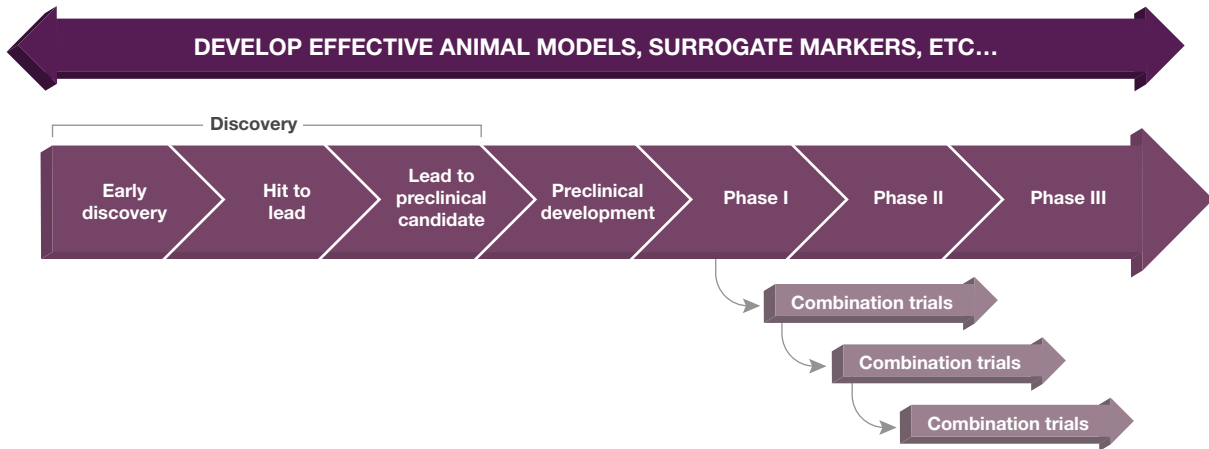 DEVELOP EFFECTIVE ANIMAL MODELS, SURROGATE MARKERS, ETC…
Discovery
Early
discovery
Hit to
lead
Lead to
preclinical
candidate
Preclinical
development
Phase I
Phase II
Phase III
Combination trials
Combination trials
Combination trials